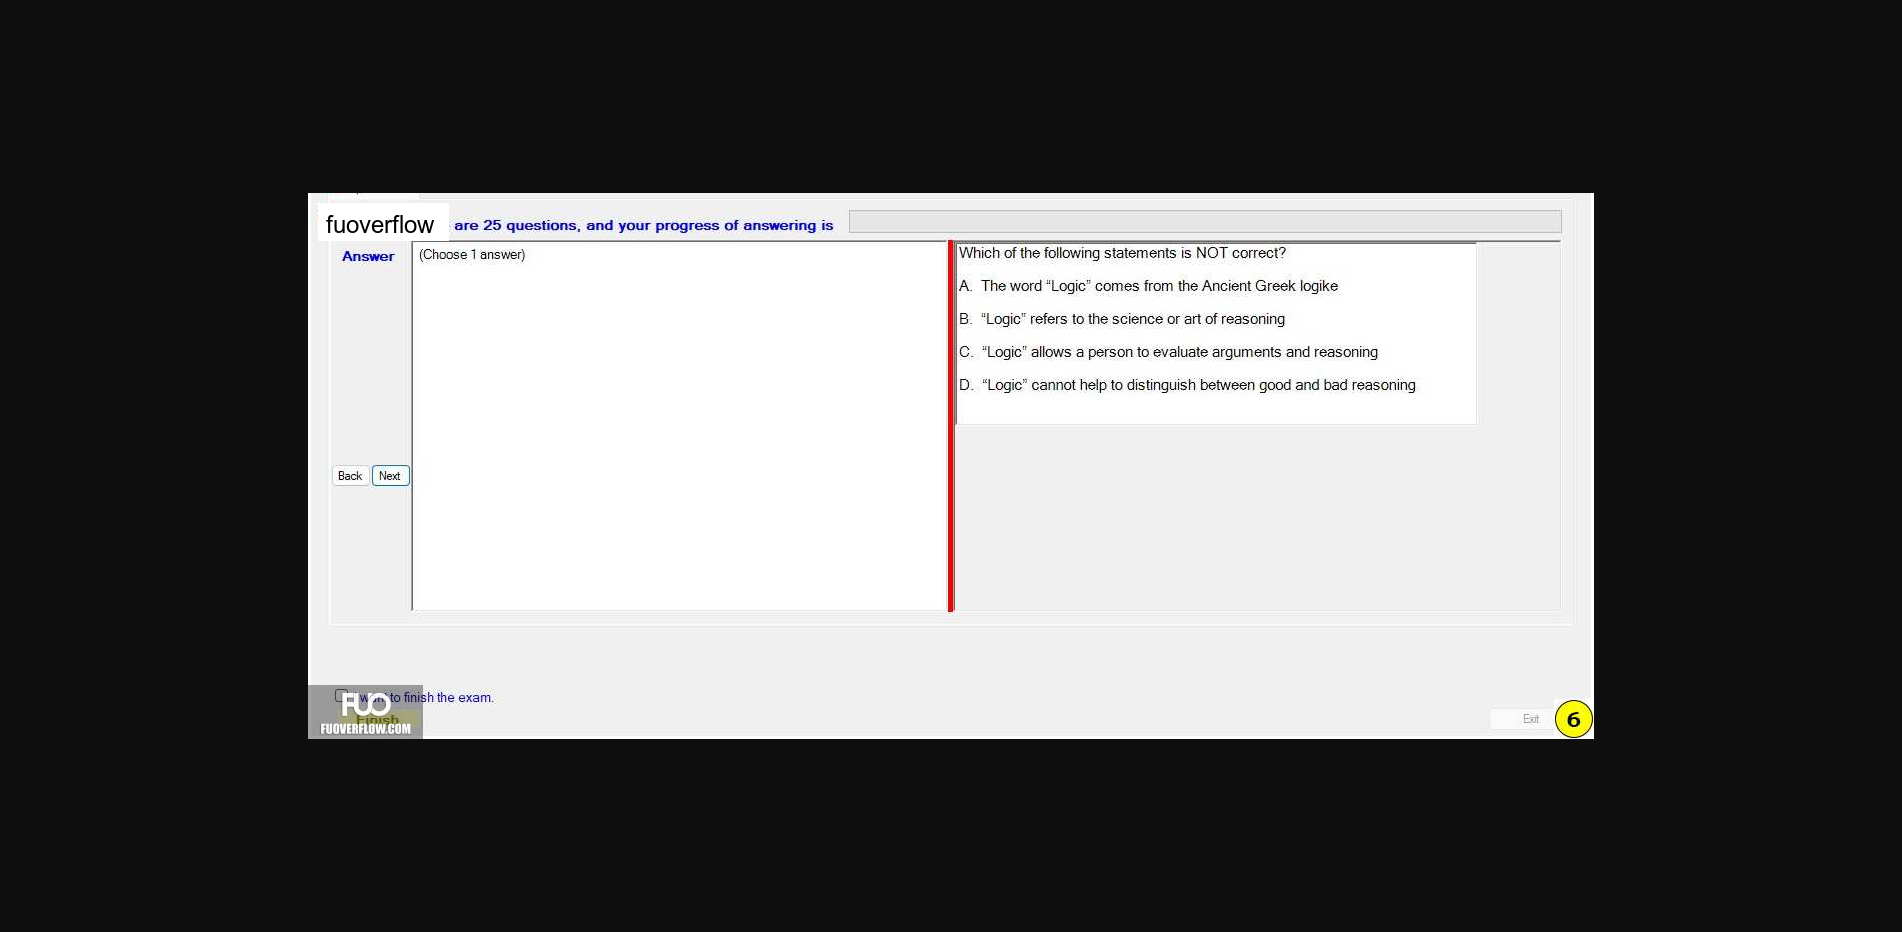 fuoverflow are 25 questions, and your progress of answering is
Answer
(Choose 1 answer)
Which of the following statements is NOT correct?
A. The word “Logic” comes from the Ancient Greek logike
B. “Logic” refers to the science or art of reasoning
C. “Logic” allows a person to evaluate arguments and reasoning
D. “Logic” cannot help to distinguish between good and bad reasoning
Back Next
I want to finish the exam.
FUO
Finish
FUOVERFLOW.COM
Exit
6